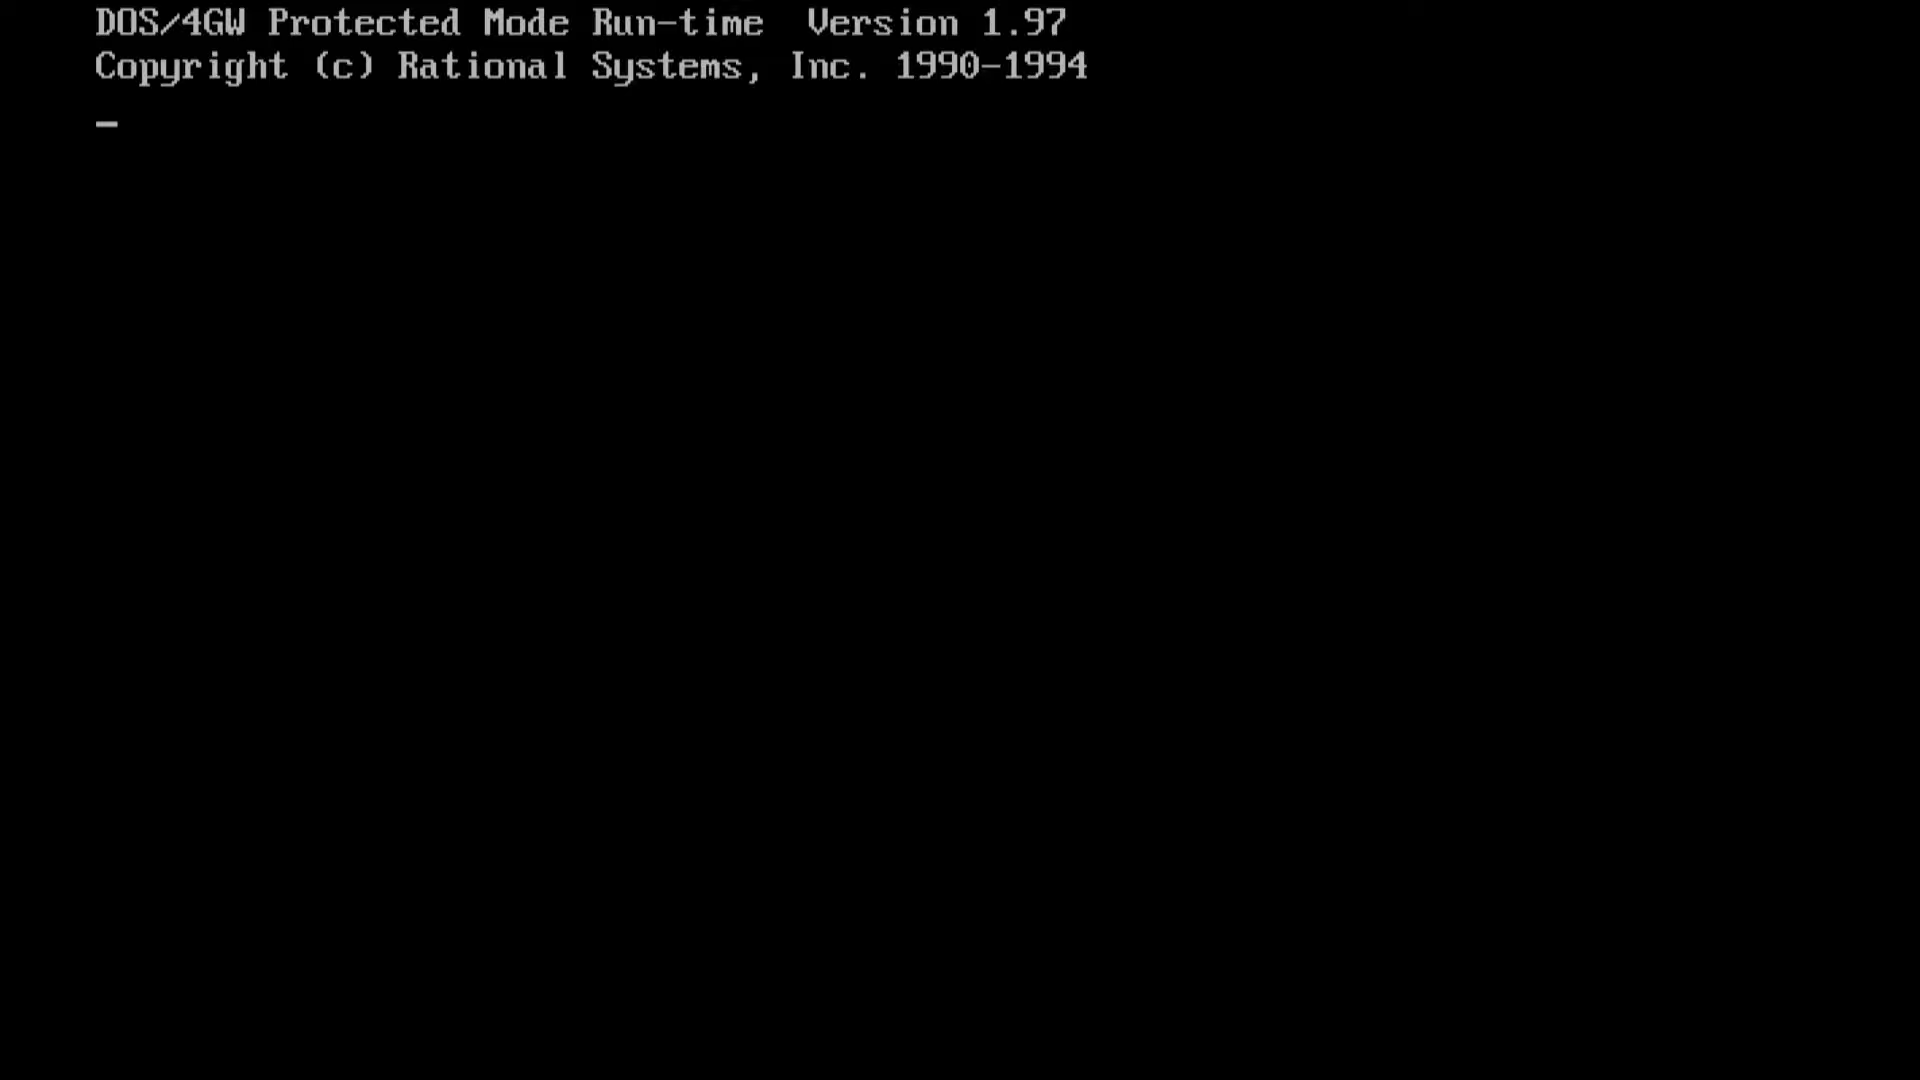 DOS/4GW Protected Mode Run-time  Version 1.97
Copyright (c) Rational Systems, Inc. 1990-1994